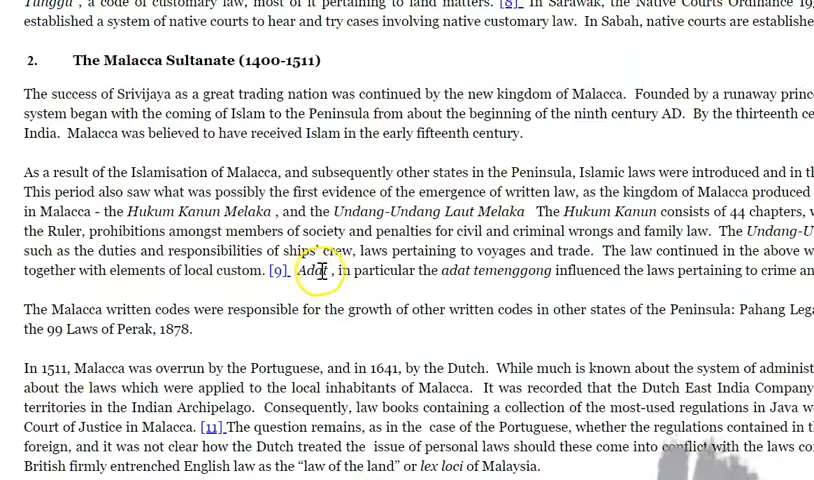 Tunggu , a code of customary law, most of it pertaining to land matters. [8] In Sarawak, the Native Courts Ordinance
established a system of native courts to hear and try cases involving native customary law. In Sabah, native courts are establishe
2. The Malacca Sultanate (1400-1511)
The success of Srivijaya as a great trading nation was continued by the new kingdom of Malacca. Founded by a runaway princ
system began with the coming of Islam to the Peninsula from about the beginning of the ninth century AD. By the thirteenth ce
India. Malacca was believed to have received Islam in the early fifteenth century.
As a result of the Islamisation of Malacca, and subsequently other states in the Peninsula, Islamic laws were introduced and in th
This period also saw what was possibly the first evidence of the emergence of written law, as the kingdom of Malacca produced
in Malacca - the Hukum Kanun Melaka , and the Undang-Undang Laut Melaka The Hukum Kanun consists of 44 chapters, w
the Ruler, prohibitions amongst members of society and penalties for civil and criminal wrongs and family law. The Undang-U
such as the duties and responsibilities of ships' crew, laws pertaining to voyages and trade. The law continued in the above w
together with elements of local custom. [9] Adat , in particular the adat temenggong influenced the laws pertaining to crime an
The Malacca written codes were responsible for the growth of other written codes in other states of the Peninsula: Pahang Lega
the 99 Laws of Perak, 1878.
In 1511, Malacca was overrun by the Portuguese, and in 1641, by the Dutch. While much is known about the system of administ
about the laws which were applied to the local inhabitants of Malacca. It was recorded that the Dutch East India Company
territories in the Indian Archipelago. Consequently, law books containing a collection of the most-used regulations in Java w
Court of Justice in Malacca. [11] The question remains, as in the case of the Portuguese, whether the regulations contained in t
foreign, and it was not clear how the Dutch treated the issue of personal laws should these come into conflict with the laws co
British firmly entrenched English law as the “law of the land” or lex loci of Malaysia.